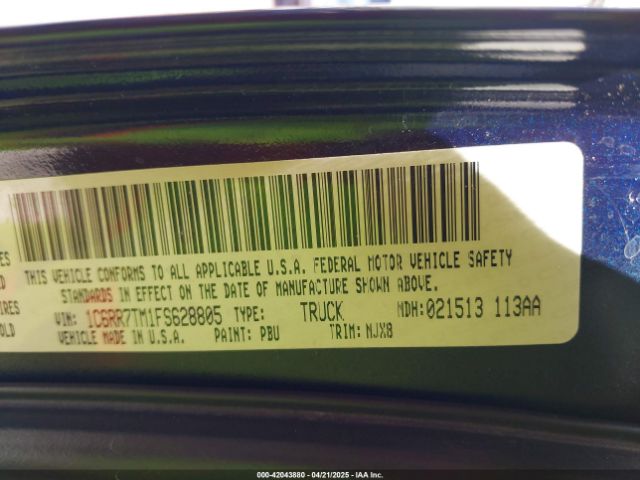 THIS VEHICLE CONFORMS TO ALL APPLICABLE U.S.A. FEDERAL MOTOR VEHICLE SAFETY
STANDARDS IN EFFECT ON THE DATE OF MANUFACTURE SHOWN ABOVE.
VIN: 1C6RR7TM1FS628805 TYPE: TRUCK MDH:021513 113AA
VEHICLE MADE IN U.S.A. PAINT: PBU TRIM: NJX8
000-42043880 - 04/21/2025 - IAA Inc.